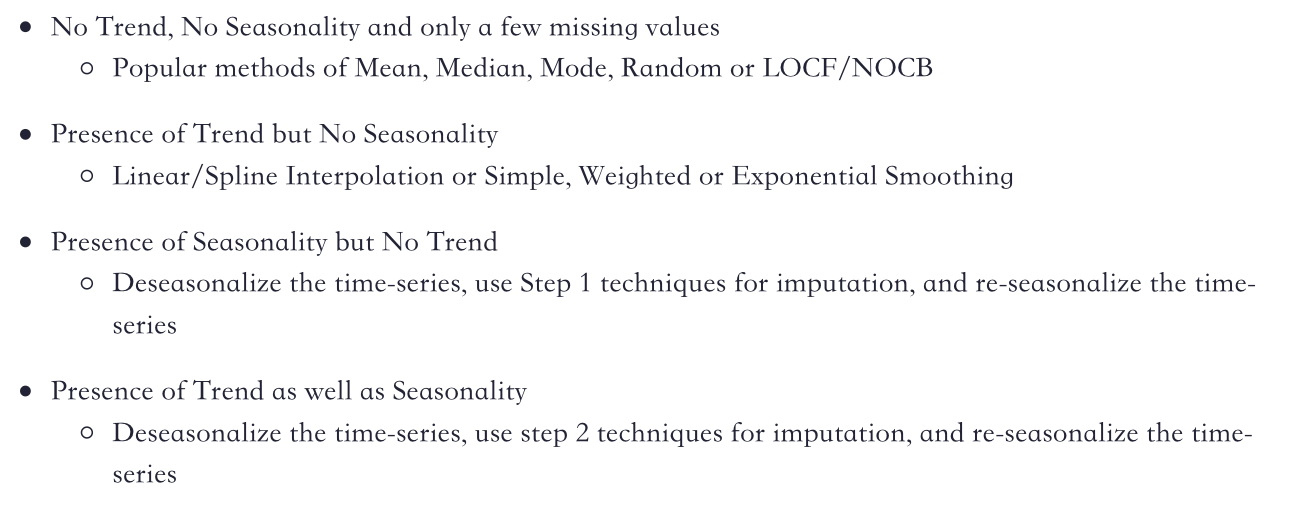 • No Trend, No Seasonality and only a few missing values
○ Popular methods of Mean, Median, Mode, Random or LOCF/NOCB
• Presence of Trend but No Seasonality
○ Linear/Spline Interpolation or Simple, Weighted or Exponential Smoothing
• Presence of Seasonality but No Trend
○ Deseasonalize the time-series, use Step 1 techniques for imputation, and re-seasonalize the time-
series
• Presence of Trend as well as Seasonality
○ Deseasonalize the time-series, use step 2 techniques for imputation, and re-seasonalize the time-
series